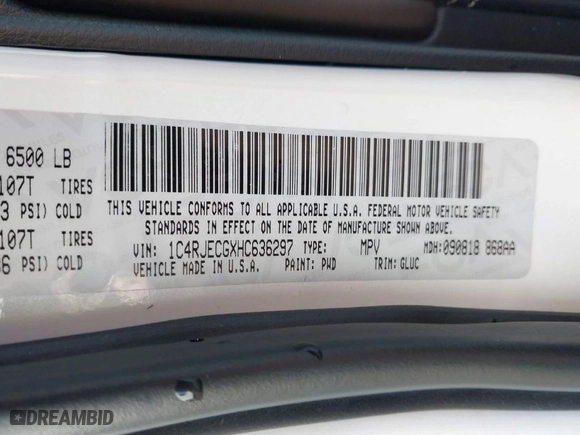 6500 LB
107T TIRES
3 PSI) COLD
107T TIRES
6 PSI) COLD
THIS VEHICLE CONFORMS TO ALL APPLICABLE U.S.A. FEDERAL MOTOR VEHICLE SAFETY
STANDARDS IN EFFECT ON THE DATE OF MANUFACTURE SHOWN ABOVE.
VIN: 1C4RJECGXHC636297 TYPE: MPV MDH: 090818 868AA
VEHICLE MADE IN U.S.A. PAINT: PWD TRIM: GLUC
DREAMBID